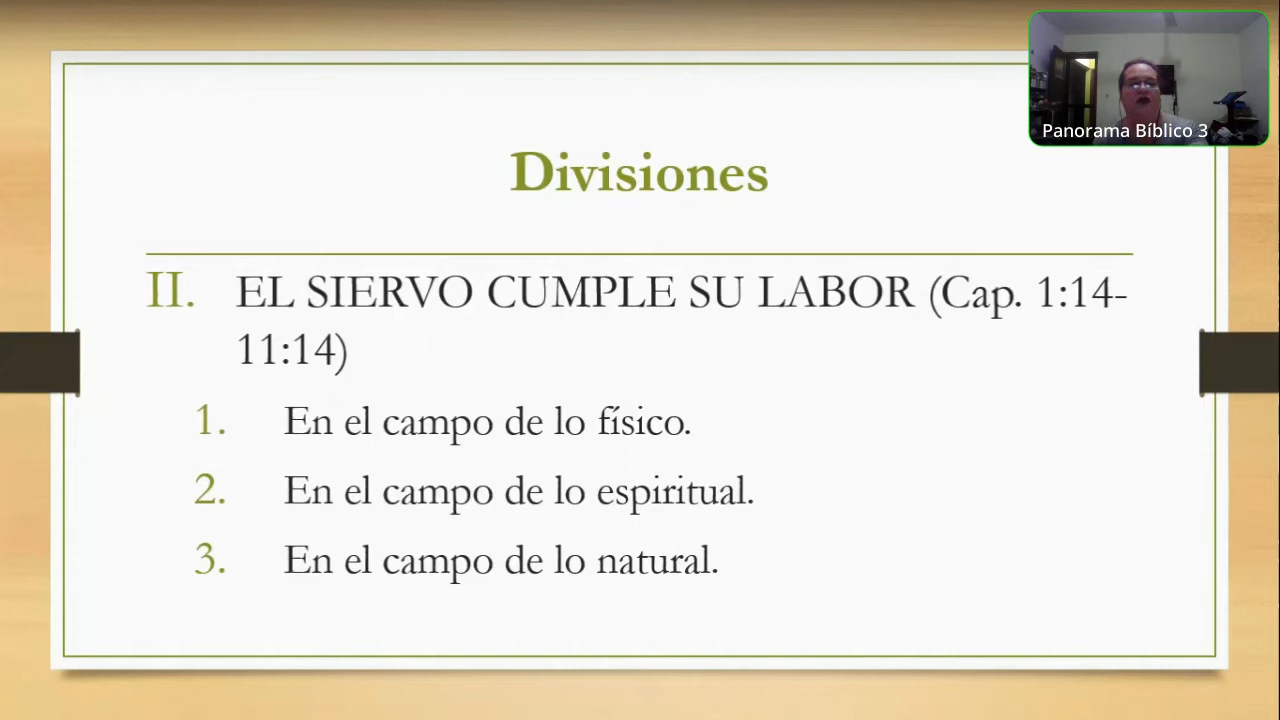 Panorama Bíblico 3
Divisiones
II. EL SIERVO CUMPLE SU LABOR (Cap. 1:14-
11:14)
1. En el campo de lo físico.
2. En el campo de lo espiritual.
3. En el campo de lo natural.